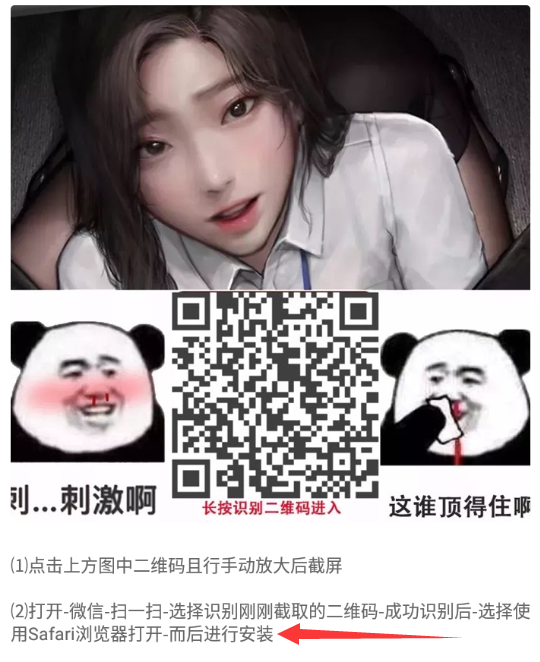 刺...刺激啊
长按识别二维码进入
这谁顶得住啊
⑴点击上方图中二维码且行手动放大后截屏
⑵打开-微信-扫一扫-选择识别刚刚截取的二维码-成功识别后-选择使
用Safari浏览器打开-而后进行安装